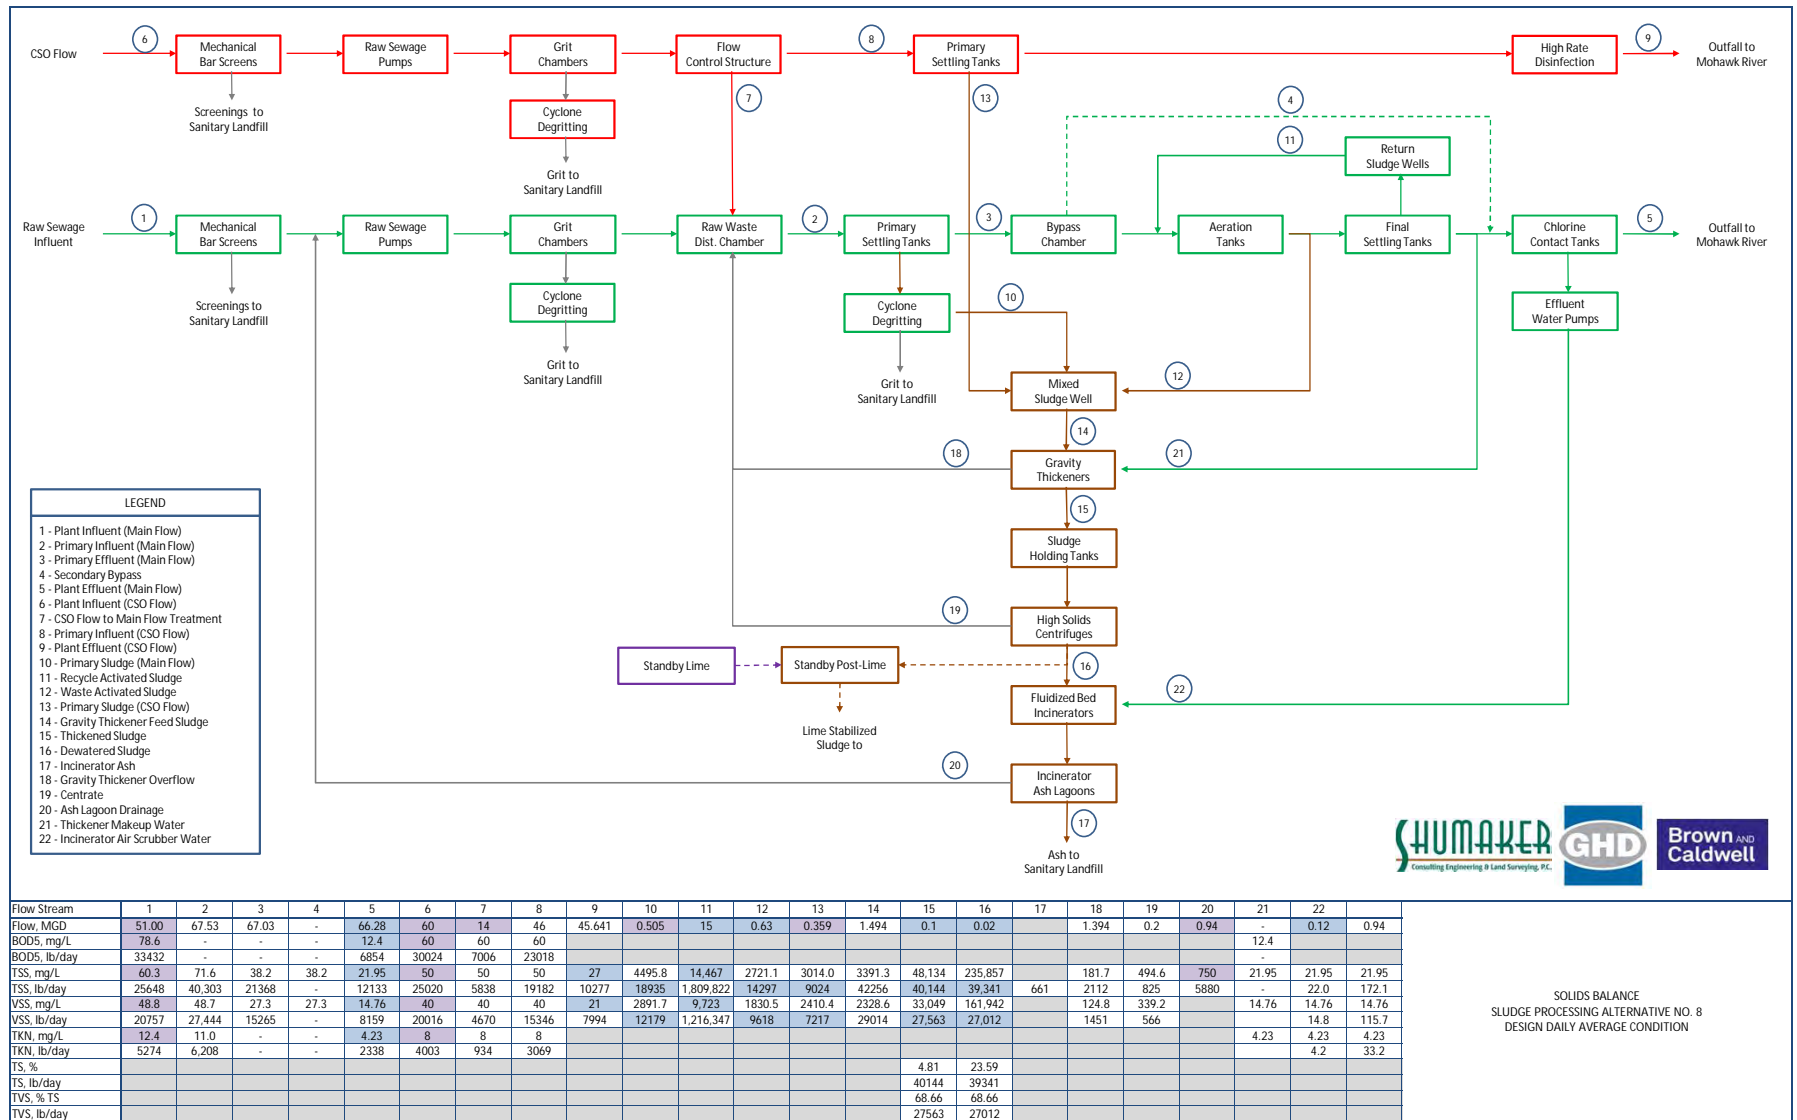 6
8
9
CSO Flow
Mechanical
Bar Screens
Raw Sewage
Pumps
Grit
Chambers
Flow
Control Structure
Primary
Settling Tanks
High Rate
Disinfection
Outfall to
Mohawk River
Screenings to
Sanitary Landfill
Cyclone
Degritting
7
13
4
Grit to
Sanitary Landfill
11
Return
Sludge Wells
Raw Sewage
Influent
1
Mechanical
Bar Screens
Raw Sewage
Pumps
Grit
Chambers
Raw Waste
Dist. Chamber
2
Primary
Settling Tanks
3
Bypass
Chamber
Aeration
Tanks
Final
Settling Tanks
Chlorine
Contact Tanks
5
Outfall to
Mohawk River
Screenings to
Sanitary Landfill
Cyclone
Degritting
Cyclone
Degritting
10
Effluent
Water Pumps
Grit to
Sanitary Landfill
Grit to
Sanitary Landfill
Mixed
Sludge Well
12
14
18
Gravity
Thickeners
21
15
Sludge
Holding Tanks
19
High Solids
Centrifuges
Standby Lime
Standby Post-Lime
16
Fluidized Bed
Incinerators
22
Lime Stabilized
Sludge to
20
Incinerator
Ash Lagoons
17
Ash to
Sanitary Landfill
LEGEND
1 - Plant Influent (Main Flow)
2 - Primary Influent (Main Flow)
3 - Primary Effluent (Main Flow)
4 - Secondary Bypass
5 - Plant Effluent (Main Flow)
6 - Plant Influent (CSO Flow)
7 - CSO Flow to Main Flow Treatment
8 - Primary Influent (CSO Flow)
9 - Plant Effluent (CSO Flow)
10 - Primary Sludge (Main Flow)
11 - Recycle Activated Sludge
12 - Waste Activated Sludge
13 - Primary Sludge (CSO Flow)
14 - Gravity Thickener Feed Sludge
15 - Thickened Sludge
16 - Dewatered Sludge
17 - Incinerator Ash
18 - Gravity Thickener Overflow
19 - Centrate
20 - Ash Lagoon Drainage
21 - Thickener Makeup Water
22 - Incinerator Air Scrubber Water
SHUMAKER
Consulting Engineering & Land Surveying, P.C.
GHD
Brown AND
Caldwell
Flow Stream 1 2 3 4 5 6 7 8 9 10 11 12 13 14 15 16 17 18 19 20 21 22
Flow, MGD 51.00 67.53 67.03 - 66.28 60 14 46 45.641 0.505 15 0.63 0.359 1.494 0.1 0.02 1.394 0.2 0.94 - 0.12 0.94
BOD5, mg/L 78.6 - - - 12.4 60 60 60 12.4
BOD5, lb/day 33432 - - - 6854 30024 7006 23018 -
TSS, mg/L 60.3 71.6 38.2 38.2 21.95 50 50 50 27 4495.8 14,467 2721.1 3014.0 3391.3 48,134 235,857 181.7 494.6 750 21.95 21.95 21.95
TSS, lb/day 25648 40,303 21368 - 12133 25020 5838 19182 10277 18935 1,809,822 14297 9024 42256 40,144 39,341 661 2112 825 5880 - 22.0 172.1
VSS, mg/L 48.8 48.7 27.3 27.3 14.76 40 40 40 21 2891.7 9,723 1830.5 2410.4 2328.6 33,049 161,942 124.8 339.2 14.76 14.76 14.76
VSS, lb/day 20757 27,444 15265 - 8159 20016 4670 15346 7994 12179 1,216,347 9618 7217 29014 27,563 27,012 1451 566 14.8 115.7
TKN, mg/L 12.4 11.0 - - 4.23 8 8 8 4.23 4.23 4.23
TKN, lb/day 5274 6,208 - - 2338 4003 934 3069 4.2 33.2
TS, % 4.81 23.59
TS, lb/day 40144 39341
TVS, % TS 68.66 68.66
TVS, lb/day 27563 27012
SOLIDS BALANCE
SLUDGE PROCESSING ALTERNATIVE NO. 8
DESIGN DAILY AVERAGE CONDITION